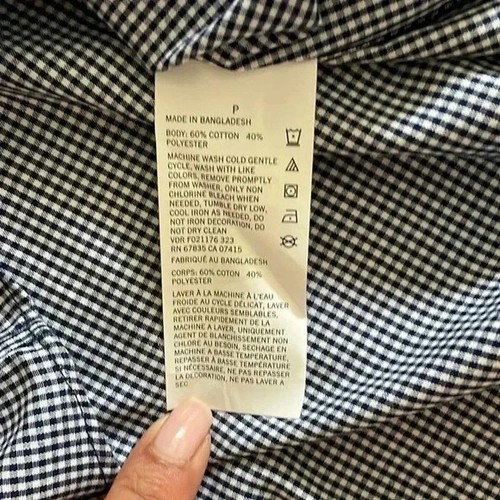 P
MADE IN BANGLADESH
BODY: 60% COTTON 40%
POLYESTER
MACHINE WASH COLD GENTLE
CYCLE, WASH WITH LIKE
COLORS, REMOVE PROMPTLY
FROM WASHER, ONLY NON
CHLORINE BLEACH WHEN
NEEDED, TUMBLE DRY LOW,
COOL IRON AS NEEDED, DO
NOT IRON DECORATION, DO
NOT DRY CLEAN
VDR F021176 323
RN 67835 CA 07415
FABRIQUÉ AU BANGLADESH
CORPS: 60% COTON 40%
POLYESTER
LAVER À LA MACHINE À L'EAU
FROIDE AU CYCLE DÉLICAT, LAVER
AVEC COULEURS SEMBLABLES,
RETIRER RAPIDEMENT DE LA
MACHINE A LAVER, UNIQUEMENT
AGENT DE BLANCHISSEMENT NON
CHLORE AU BESOIN, SECHAGE EN
MACHINE A BASSE TEMPERATURE,
REPASSER À BASSE TEMPÉRATURE
SI NÉCESSAIRE, NE PAS REPASSER
LA DÉCORATION, NE PAS LAVER A
SEC